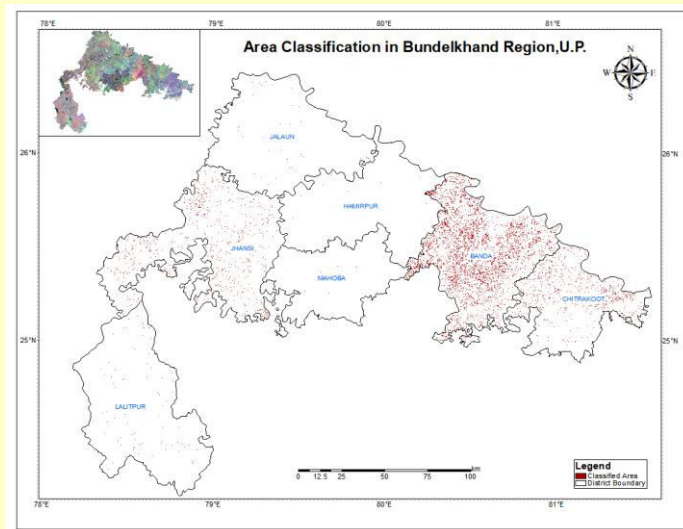 78°E 79°E 80°E 81°E
Area Classification in Bundelkhand Region,U.P.
N
W E
S
JALAUN
26°N 26°N
HAMIRPUR
JHANSI
BANDA
MAHOBA
CHITRAKOOT
25°N 25°N
LALITPUR
km
0 12.5 25 50 75 100
Legend
Classified Area
District Boundary
78°E 79°E 80°E 81°E